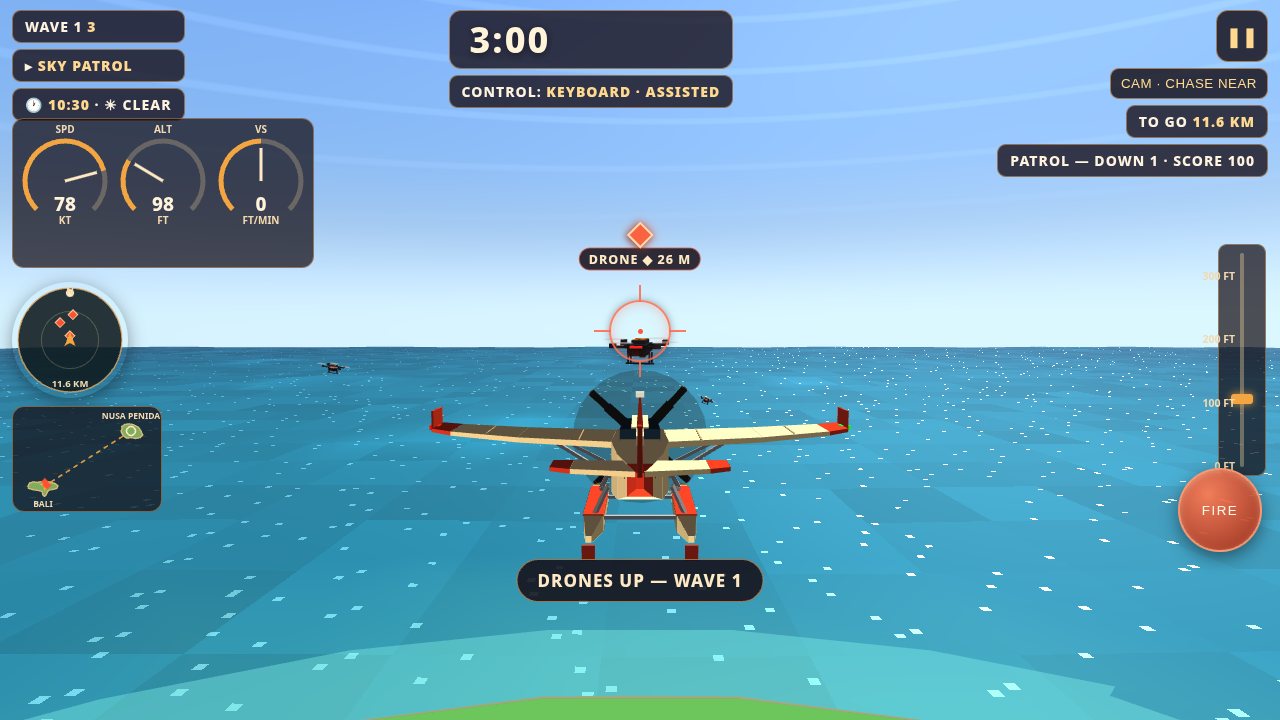 WAVE 1 3
▸ SKY PATROL
🕐 10:30 · ☀ CLEAR
SPD
ALT
VS
78
98
0
KT
FT
FT/MIN
11.6 KM
NUSA PENIDA
BALI
3:00
CONTROL: KEYBOARD · ASSISTED
DRONE ◆ 26 M
DRONES UP — WAVE 1
CAM · CHASE NEAR
TO GO 11.6 KM
PATROL — DOWN 1 · SCORE 100
300 FT
200 FT
100 FT
0 FT
FIRE